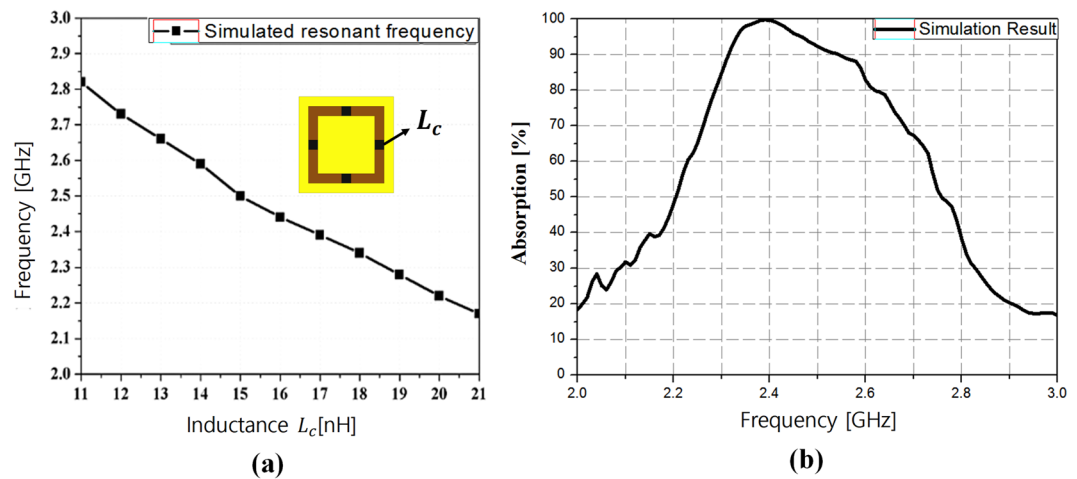 3.0
2.9
2.8
2.7
2.6
2.5
2.4
2.3
2.2
2.1
2.0
Frequency [GHz]
Simulated resonant frequency
L_c
11 12 13 14 15 16 17 18 19 20 21
Inductance L_c[nH]
(a)
100
90
80
70
60
50
40
30
20
10
0
Absorption [%]
Simulation Result
2.0 2.2 2.4 2.6 2.8 3.0
Frequency [GHz]
(b)